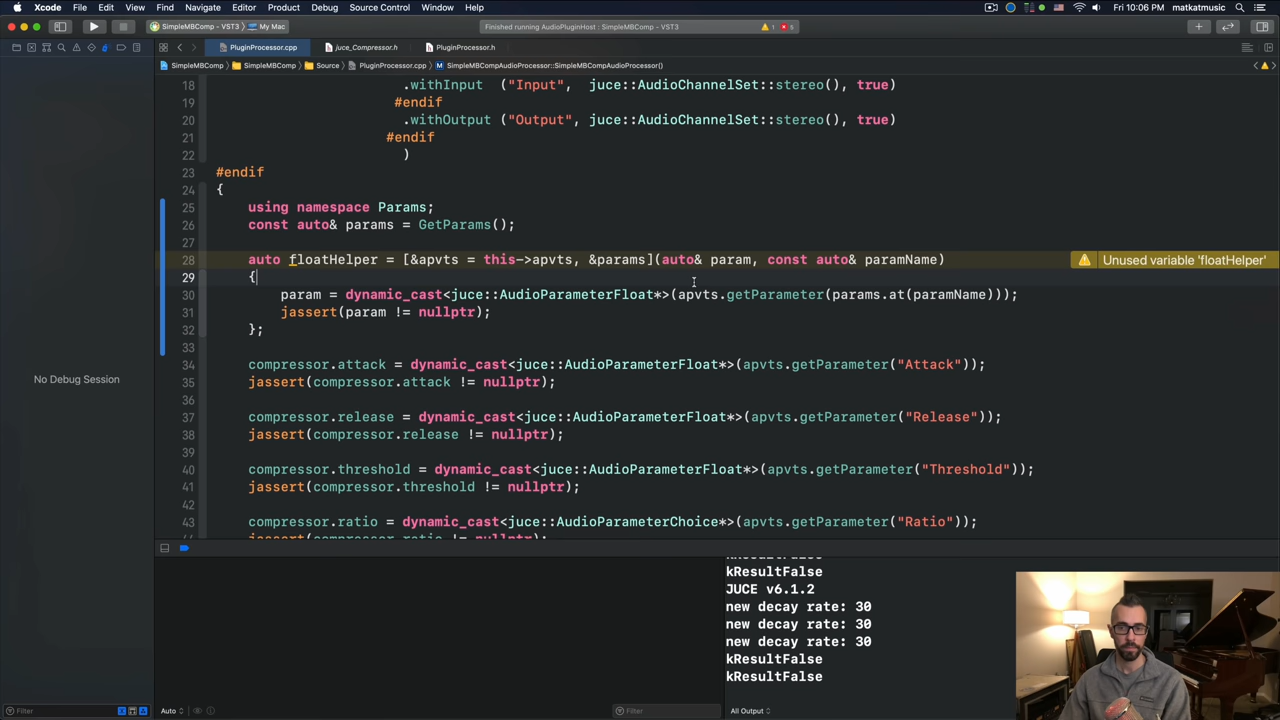 Xcode File Edit View Find Navigate Editor Product Debug Source Control Window Help
Fri 10:06 PM matkatmusic
SimpleMBComp - VST3 My Mac
Finished running AudioPluginHost : VST3
1 5
PluginProcessor.cpp juce_Compressor.h PluginProcessor.h
SimpleMBComp SimpleMBComp Source PluginProcessor.cpp M SimpleMBCompAudioProcessor::SimpleMBCompAudioProcessor()
18 .withInput ("Input", juce::AudioChannelSet::stereo(), true)
19 #endif
20 .withOutput ("Output", juce::AudioChannelSet::stereo(), true)
21 #endif
22 )
23 #endif
24 {
25 using namespace Params;
26 const auto& params = GetParams();
27
28 auto floatHelper = [&apvts = this->apvts, &params](auto& param, const auto& paramName)
Unused variable 'floatHelper'
29 {
30 param = dynamic_cast<juce::AudioParameterFloat*>(apvts.getParameter(params.at(paramName)));
31 jassert(param != nullptr);
32 };
33
34 compressor.attack = dynamic_cast<juce::AudioParameterFloat*>(apvts.getParameter("Attack"));
35 jassert(compressor.attack != nullptr);
36
37 compressor.release = dynamic_cast<juce::AudioParameterFloat*>(apvts.getParameter("Release"));
38 jassert(compressor.release != nullptr);
39
40 compressor.threshold = dynamic_cast<juce::AudioParameterFloat*>(apvts.getParameter("Threshold"));
41 jassert(compressor.threshold != nullptr);
42
43 compressor.ratio = dynamic_cast<juce::AudioParameterChoice*>(apvts.getParameter("Ratio"));
jassert(compressor.ratio != nullptr);
No Debug Session
kResultFalse
kResultFalse
JUCE v6.1.2
new decay rate: 30
new decay rate: 30
new decay rate: 30
kResultFalse
kResultFalse
Filter
Auto
Filter
All Output